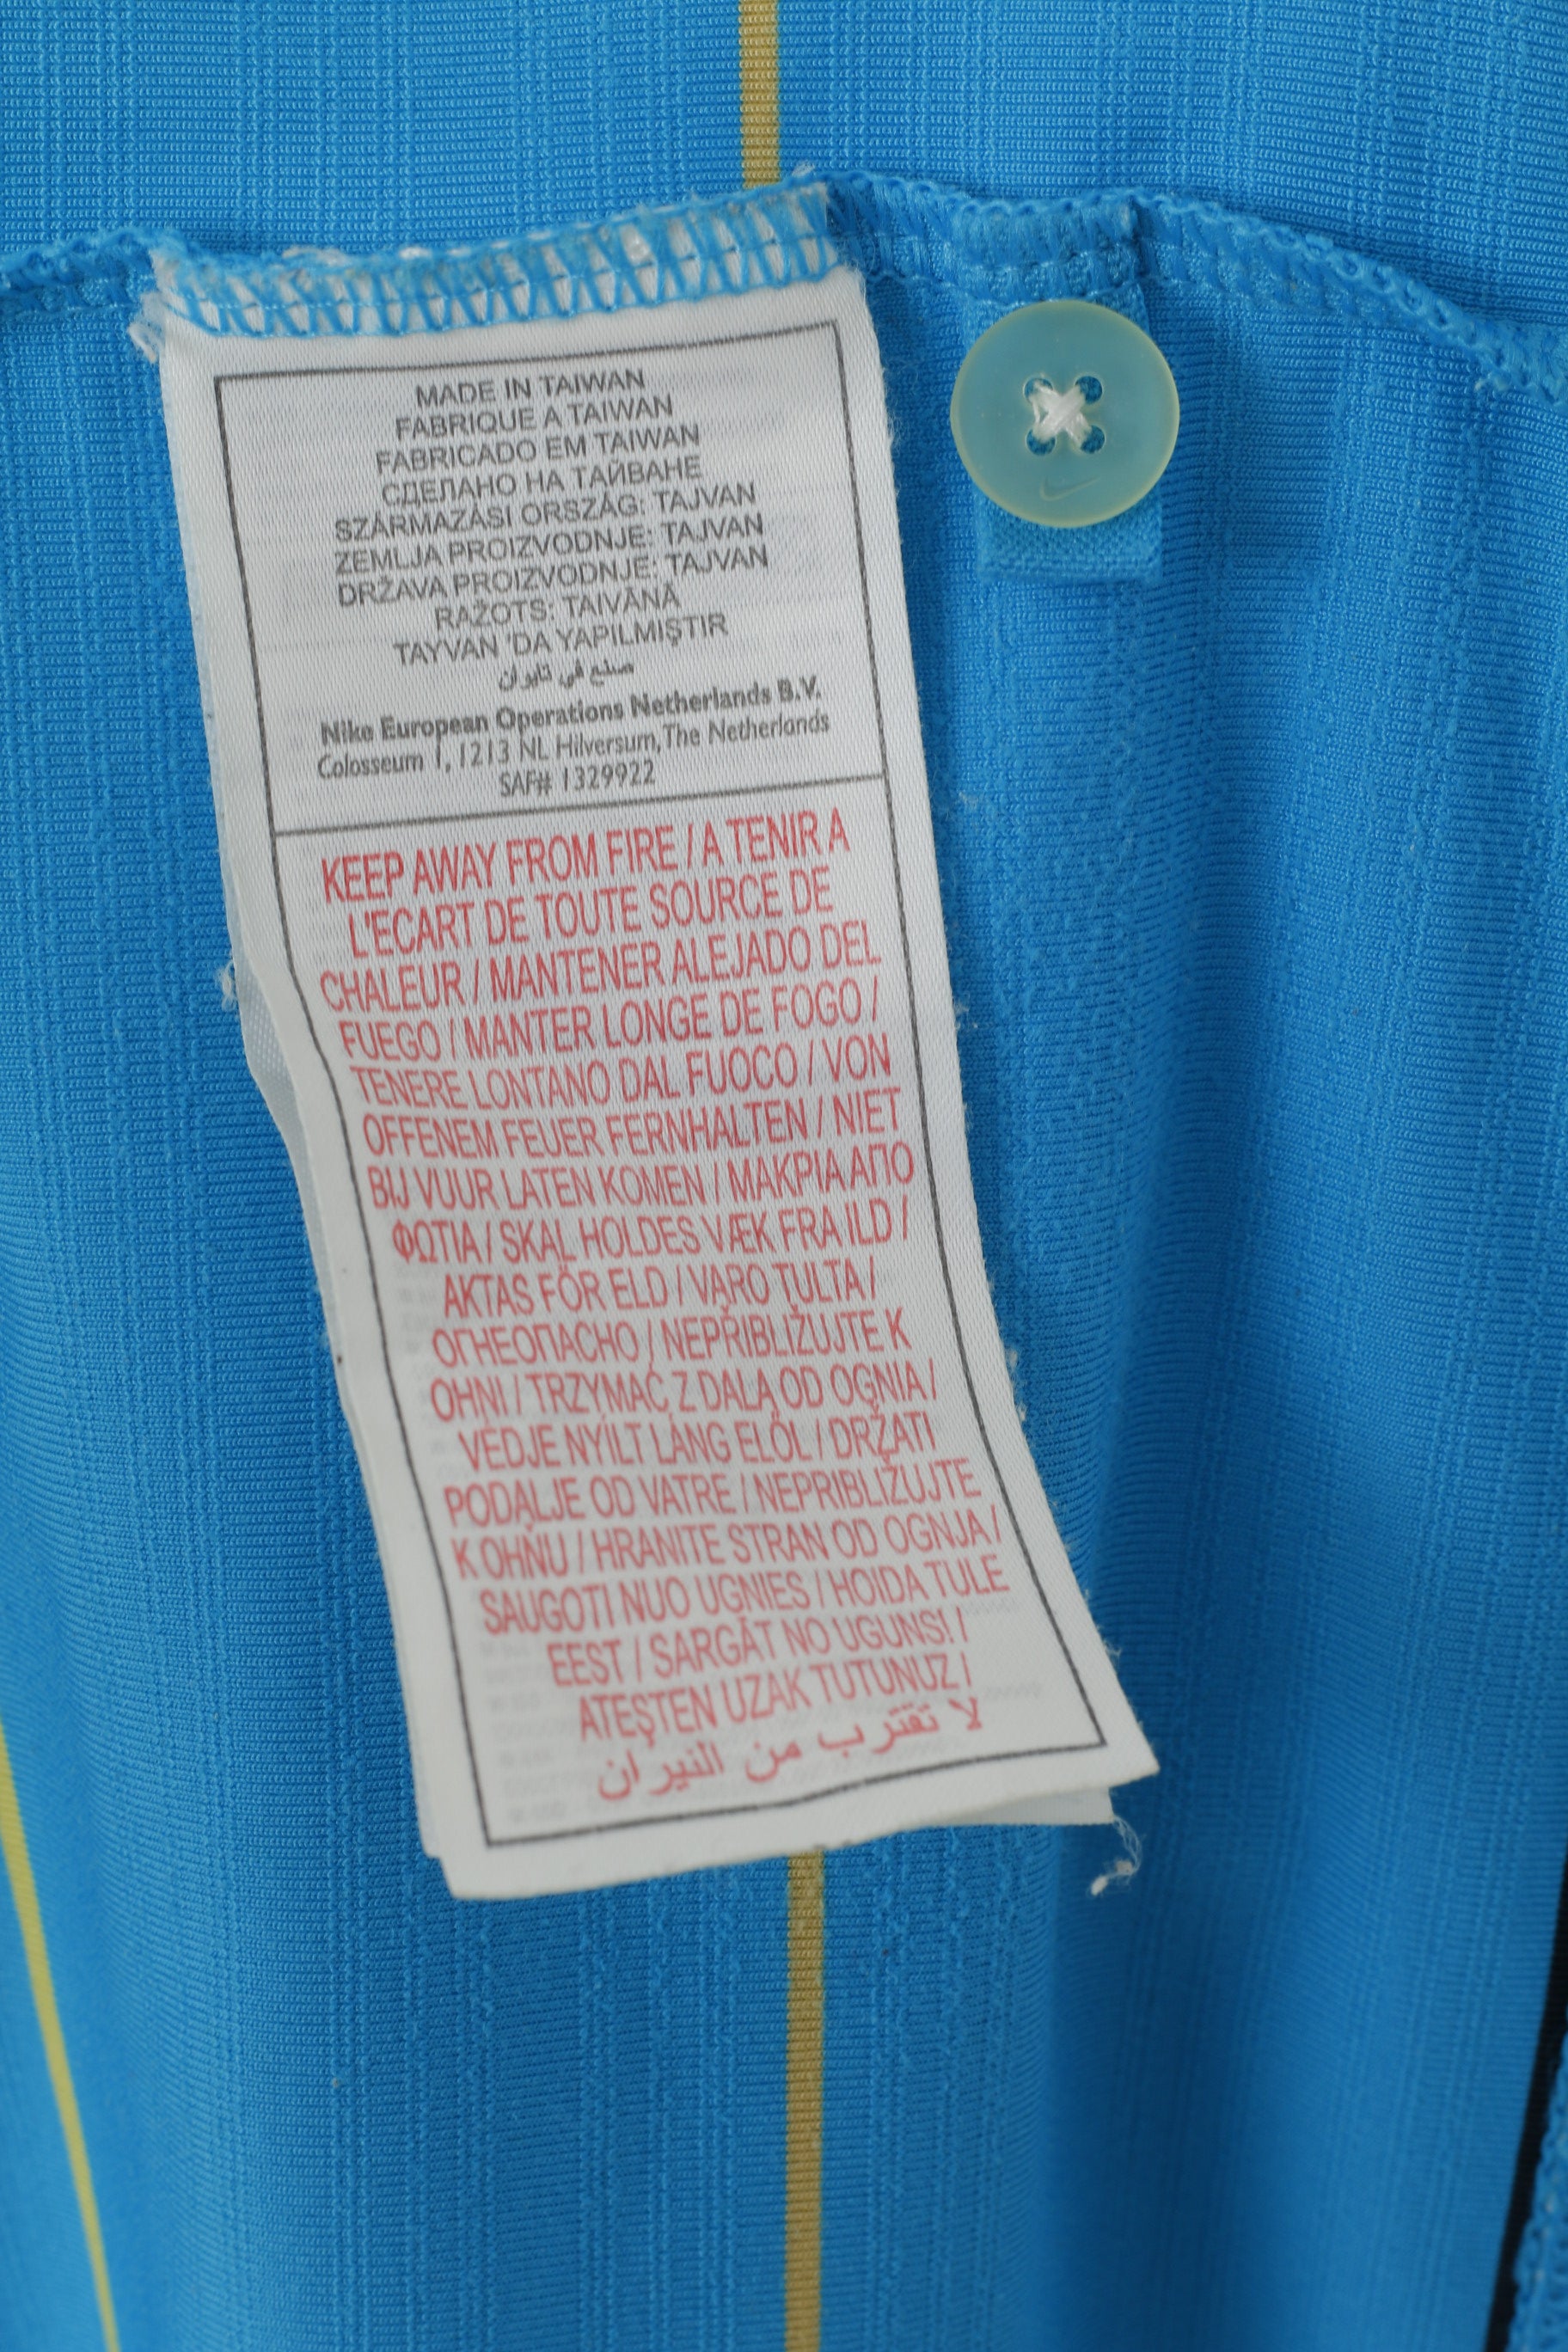 MADE IN TAIWAN
FABRIQUE A TAIWAN
FABRICADO EM TAIWAN
СДЕЛАНО НА ТАЙВАНЕ
SZÁRMAZÁSI ORSZÁG: TAJVAN
ZEMLJA PROIZVODNJE: TAJVAN
DRŽAVA PROIZVODNJE: TAJVAN
RAŽOTS: TAIVĀNĀ
TAYVAN 'DA YAPILMIŞTIR
صنع في تايوان
Nike European Operations Netherlands B.V.
Colosseum 1, 1213 NL Hilversum, The Netherlands
SAF# 1329922
KEEP AWAY FROM FIRE / A TENIR A
L'ECART DE TOUTE SOURCE DE
CHALEUR / MANTENER ALEJADO DEL
FUEGO / MANTER LONGE DE FOGO /
TENERE LONTANO DAL FUOCO / VON
OFFENEM FEUER FERNHALTEN / NIET
BIJ VUUR LATEN KOMEN / ΜΑΚΡΙΑ ΑΠΟ
ΦΩΤΙΑ / SKAL HOLDES VÆK FRA ILD /
AKTAS FÖR ELD / VARO TULTA /
ОГНЕОПАСНО / NEPŘIBLIŽUJTE K
OHNI / TRZYMAĆ Z DALA OD OGNIA /
VÉDJE NYÍLT LÁNG ELŐL / DRŽATI
PODALJE OD VATRE / NEPRIBLIŽUJTE
K OHŇU / HRANITE STRAN OD OGNJA /
SAUGOTI NUO UGNIES / HOIDA TULE
EEST / SARGĀT NO UGUNS! /
ATEŞTEN UZAK TUTUNUZ /
لا تقترب من النيران